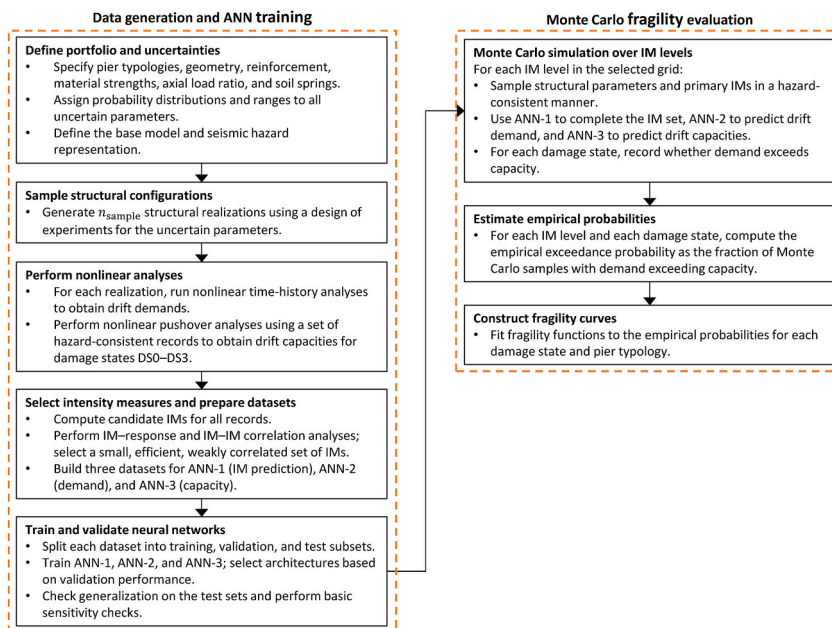 Data generation and ANN training
Define portfolio and uncertainties
• Specify pier typologies, geometry, reinforcement,
material strengths, axial load ratio, and soil springs.
• Assign probability distributions and ranges to all
uncertain parameters.
• Define the base model and seismic hazard
representation.
Sample structural configurations
• Generate n_sample structural realizations using a design of
experiments for the uncertain parameters.
Perform nonlinear analyses
• For each realization, run nonlinear time-history analyses
to obtain drift demands.
• Perform nonlinear pushover analyses using a set of
hazard-consistent records to obtain drift capacities for
damage states DS0–DS3.
Select intensity measures and prepare datasets
• Compute candidate IMs for all records.
• Perform IM–response and IM–IM correlation analyses;
select a small, efficient, weakly correlated set of IMs.
• Build three datasets for ANN-1 (IM prediction), ANN-2
(demand), and ANN-3 (capacity).
Train and validate neural networks
• Split each dataset into training, validation, and test subsets.
• Train ANN-1, ANN-2, and ANN-3; select architectures based
on validation performance.
• Check generalization on the test sets and perform basic
sensitivity checks.
Monte Carlo fragility evaluation
Monte Carlo simulation over IM levels
For each IM level in the selected grid:
• Sample structural parameters and primary IMs in a hazard-
consistent manner.
• Use ANN-1 to complete the IM set, ANN-2 to predict drift
demand, and ANN-3 to predict drift capacities.
• For each damage state, record whether demand exceeds
capacity.
Estimate empirical probabilities
• For each IM level and each damage state, compute the
empirical exceedance probability as the fraction of Monte
Carlo samples with demand exceeding capacity.
Construct fragility curves
• Fit fragility functions to the empirical probabilities for each
damage state and pier typology.